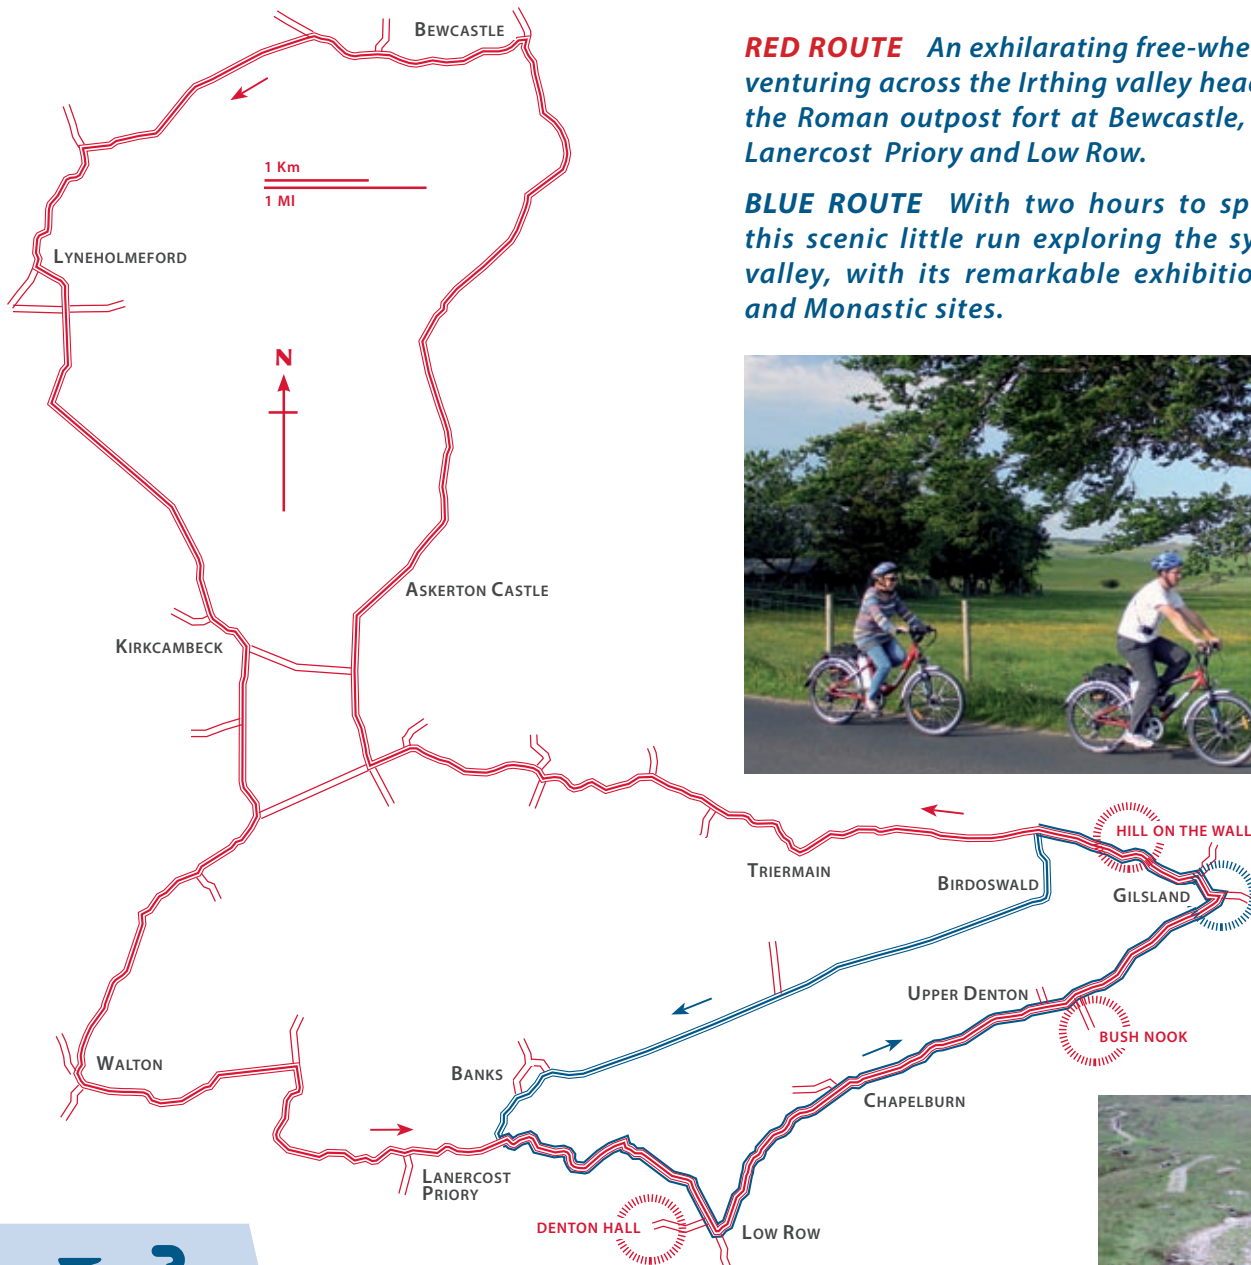 RED ROUTE An exhilarating free-whe
venturing across the Irthing valley head
the Roman outpost fort at Bewcastle,
Lanercost Priory and Low Row.
BLUE ROUTE With two hours to sp
this scenic little run exploring the sy
valley, with its remarkable exhibitio
and Monastic sites.
BEWCASTLE
1 Km
1 MI
LYNEHOLMEFORD
N
ASKERTON CASTLE
KIRKCAMBECK
HILL ON THE WALL
TRIERMAIN
BIRDOSWALD
GILSLAND
UPPER DENTON
BUSH NOOK
WALTON
BANKS
CHAPELBURN
LANERCOST
PRIORY
DENTON HALL
LOW ROW